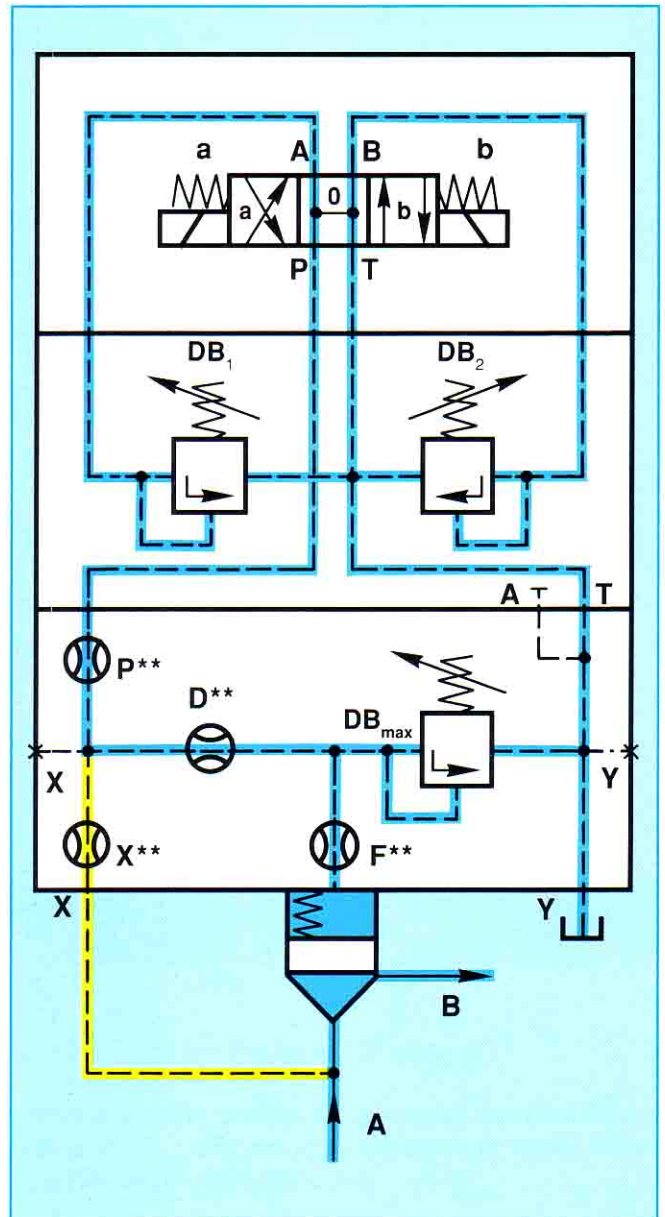 a A B b
a 0 b
P T
DB1 DB2
A T
P**
D**
DBmax
X Y
X** F**
X Y
B
A